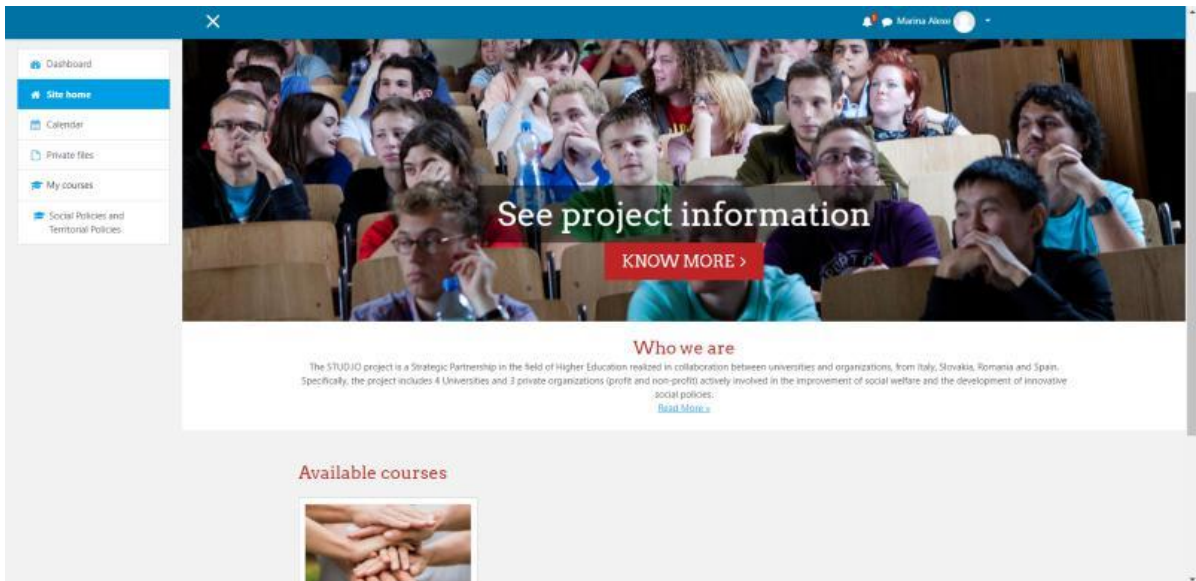 1
Marina Alexe
Dashboard
Site home
Calendar
Private files
My courses
Social Policies and
Territorial Policies
See project information
KNOW MORE >
Who we are
The STUD.IO project is a Strategic Partnership in the field of Higher Education realized in collaboration between universities and organizations, from Italy, Slovakia, Romania and Spain.
Specifically, the project includes 4 Universities and 3 private organizations (profit and non-profit) actively involved in the improvement of social welfare and the development of innovative
social policies.
Read More »
Available courses